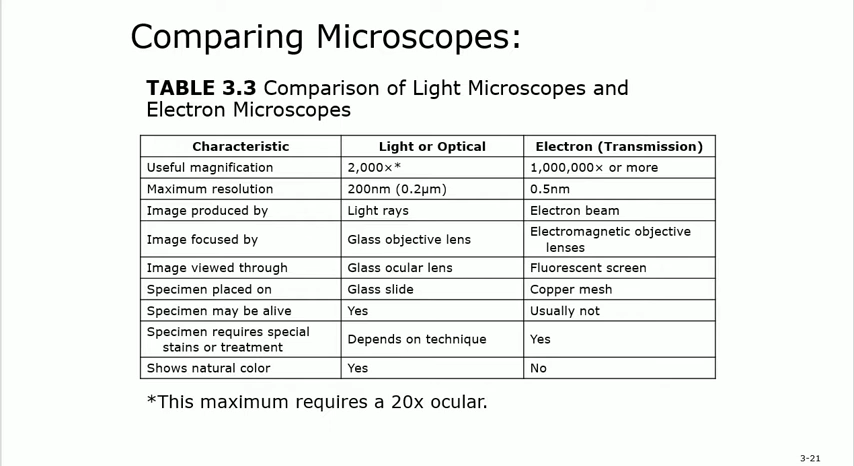 Comparing Microscopes:
TABLE 3.3 Comparison of Light Microscopes and
Electron Microscopes
Characteristic Light or Optical Electron (Transmission)
Useful magnification 2,000×* 1,000,000× or more
Maximum resolution 200nm (0.2μm) 0.5nm
Image produced by Light rays Electron beam
Image focused by Glass objective lens Electromagnetic objective
lenses
Image viewed through Glass ocular lens Fluorescent screen
Specimen placed on Glass slide Copper mesh
Specimen may be alive Yes Usually not
Specimen requires special
stains or treatment Depends on technique Yes
Shows natural color Yes No
*This maximum requires a 20x ocular.
3-21